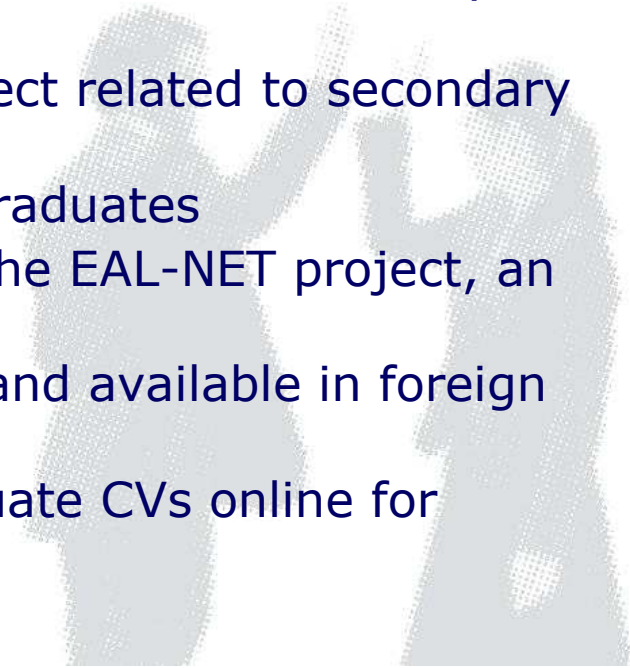 ect related to secondary
raduates
he EAL-NET project, an
and available in foreign
uate CVs online for